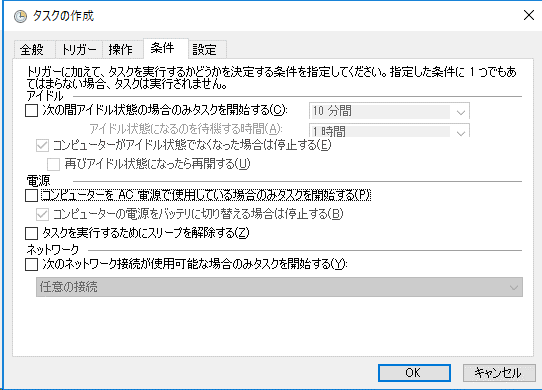 タスクの作成
全般 トリガー 操作 条件 設定
トリガーに加えて、タスクを実行するかどうかを決定する条件を指定してください。指定した条件に 1 つでもあ
てはまらない場合、タスクは実行されません。
アイドル
次の間アイドル状態の場合のみタスクを開始する(C): 10 分間
アイドル状態になるのを待機する時間(A): 1 時間
コンピューターがアイドル状態でなくなった場合は停止する(E)
再びアイドル状態になったら再開する(U)
電源
コンピューターを AC 電源で使用している場合のみタスクを開始する(P)
コンピューターの電源をバッテリに切り替える場合は停止する(B)
タスクを実行するためにスリープを解除する(Z)
ネットワーク
次のネットワーク接続が使用可能な場合のみタスクを開始する(Y):
任意の接続
OK キャンセル